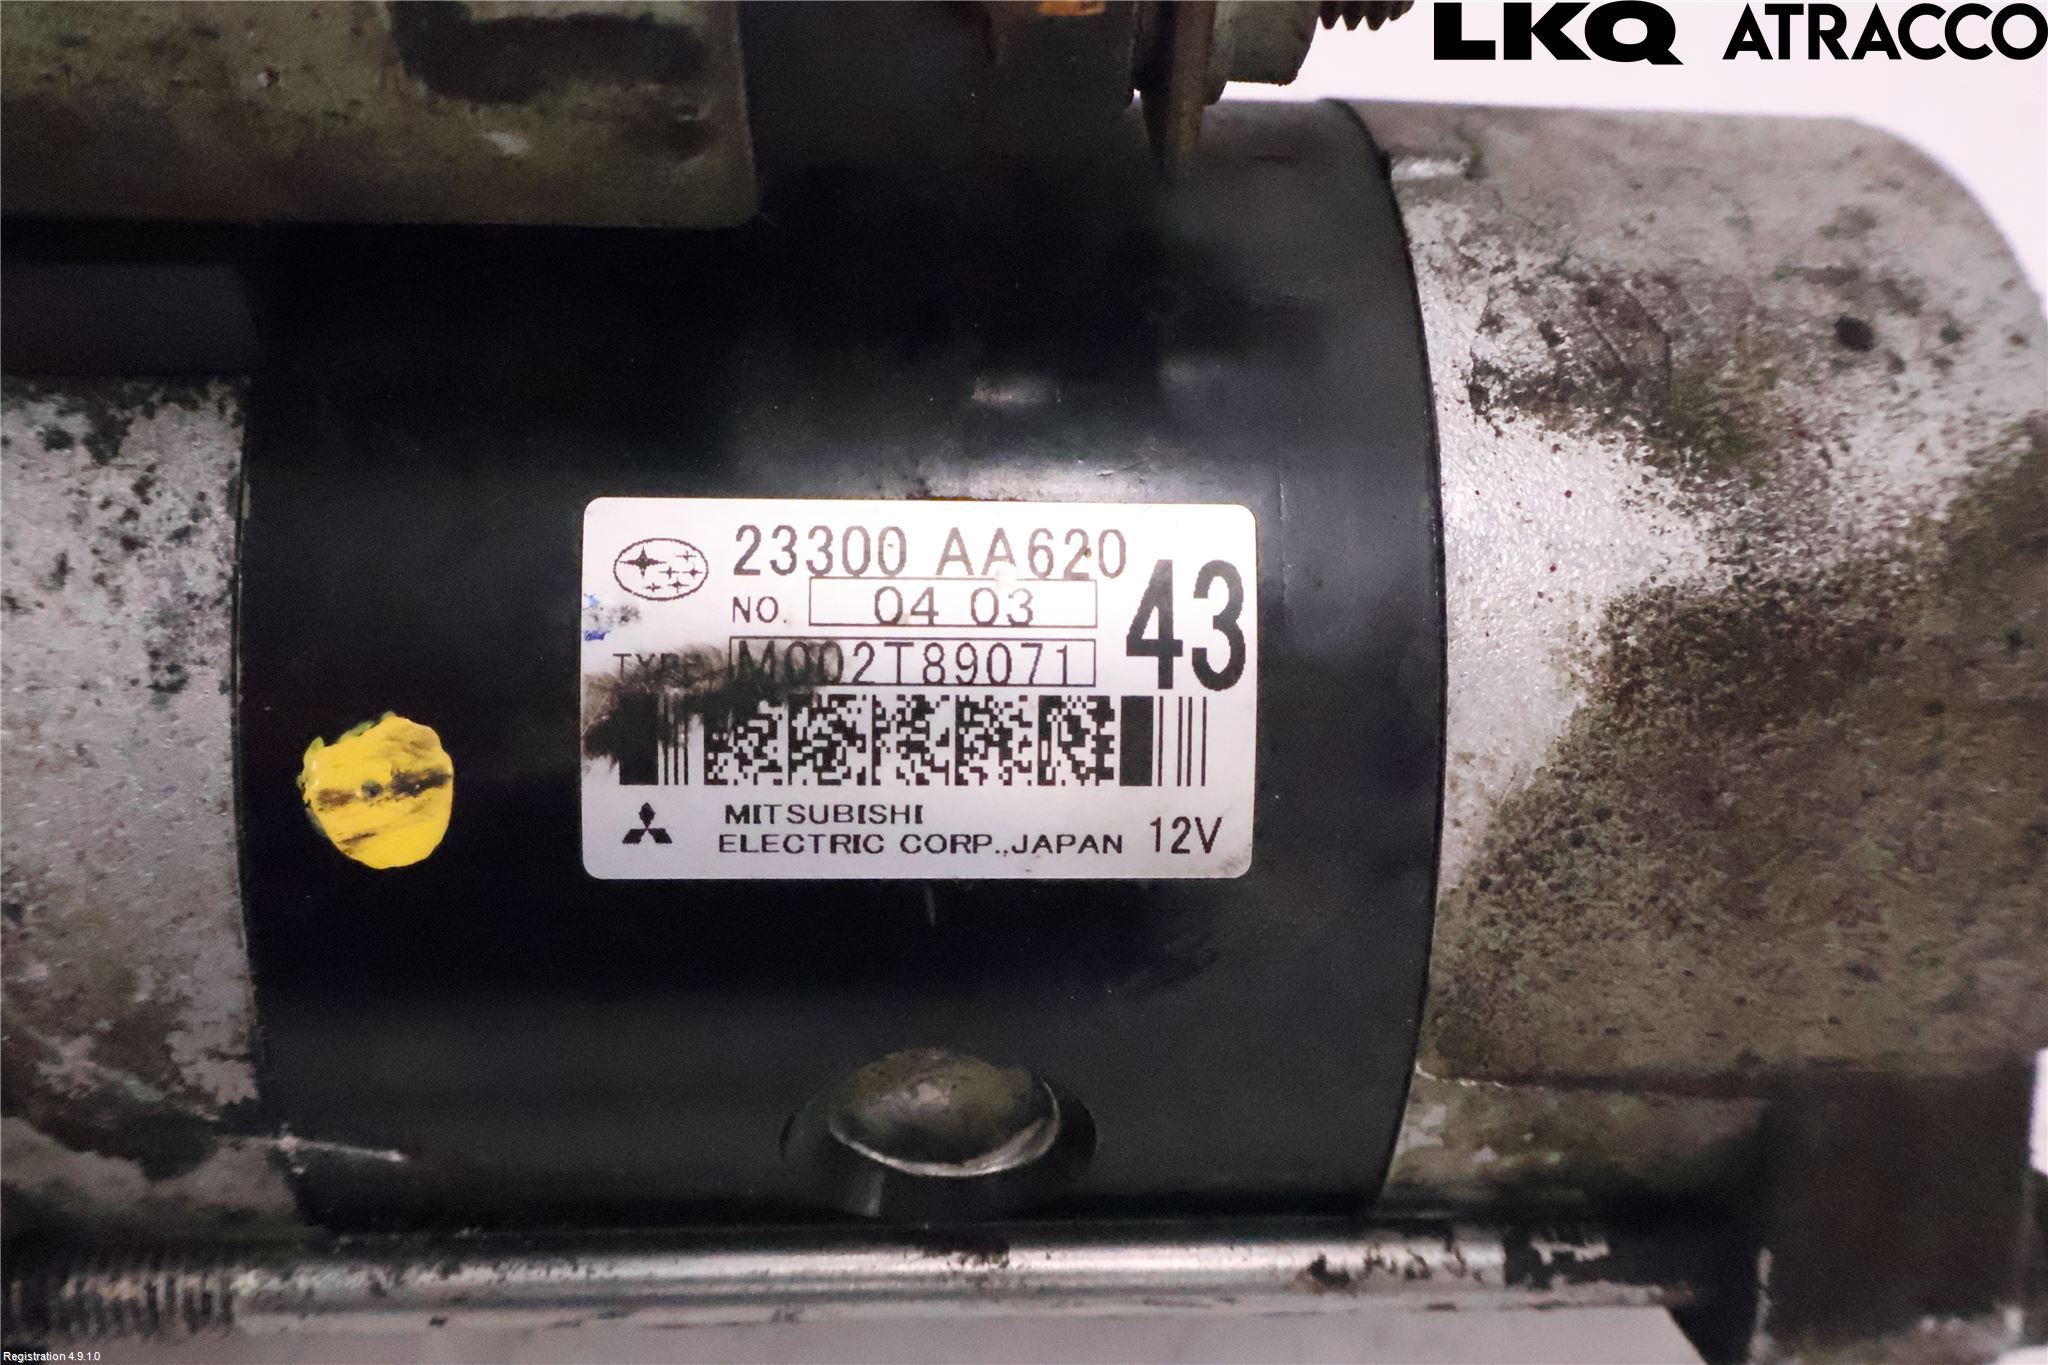 LKQ ATRACCO
23300 AA620
NO. 04 03
43
TYPE M002T89071
MITSUBISHI
ELECTRIC CORP.,JAPAN 12V
Registration 4.9.1.0